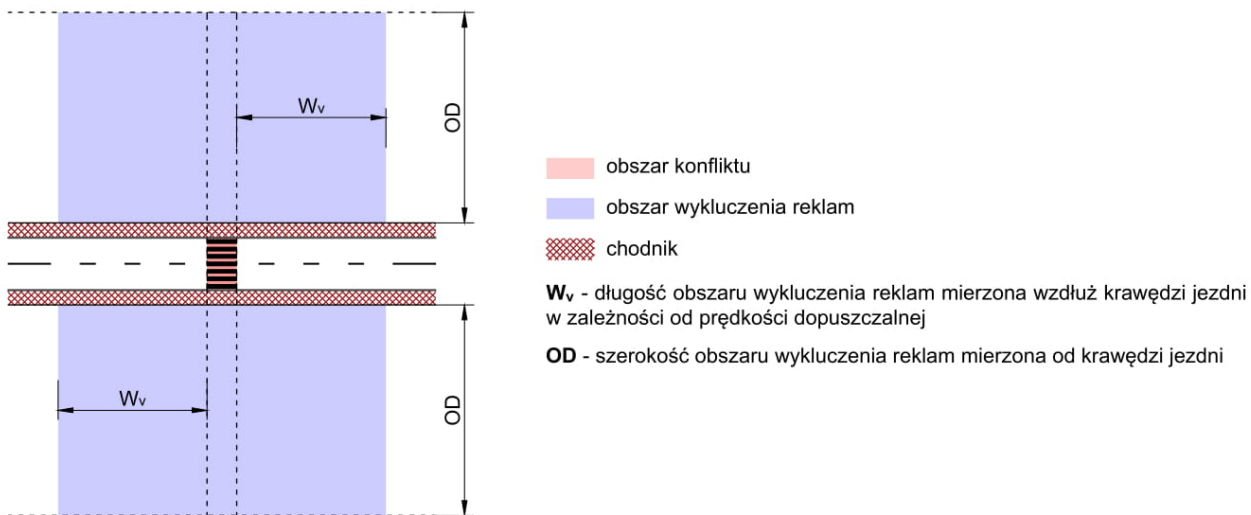 Wv
OD
Wv
OD
obszar konfliktu
obszar wykluczenia reklam
chodnik
Wv - długość obszaru wykluczenia reklam mierzona wzdłuż krawędzi jezdni
w zależności od prędkości dopuszczalnej
OD - szerokość obszaru wykluczenia reklam mierzona od krawędzi jezdni